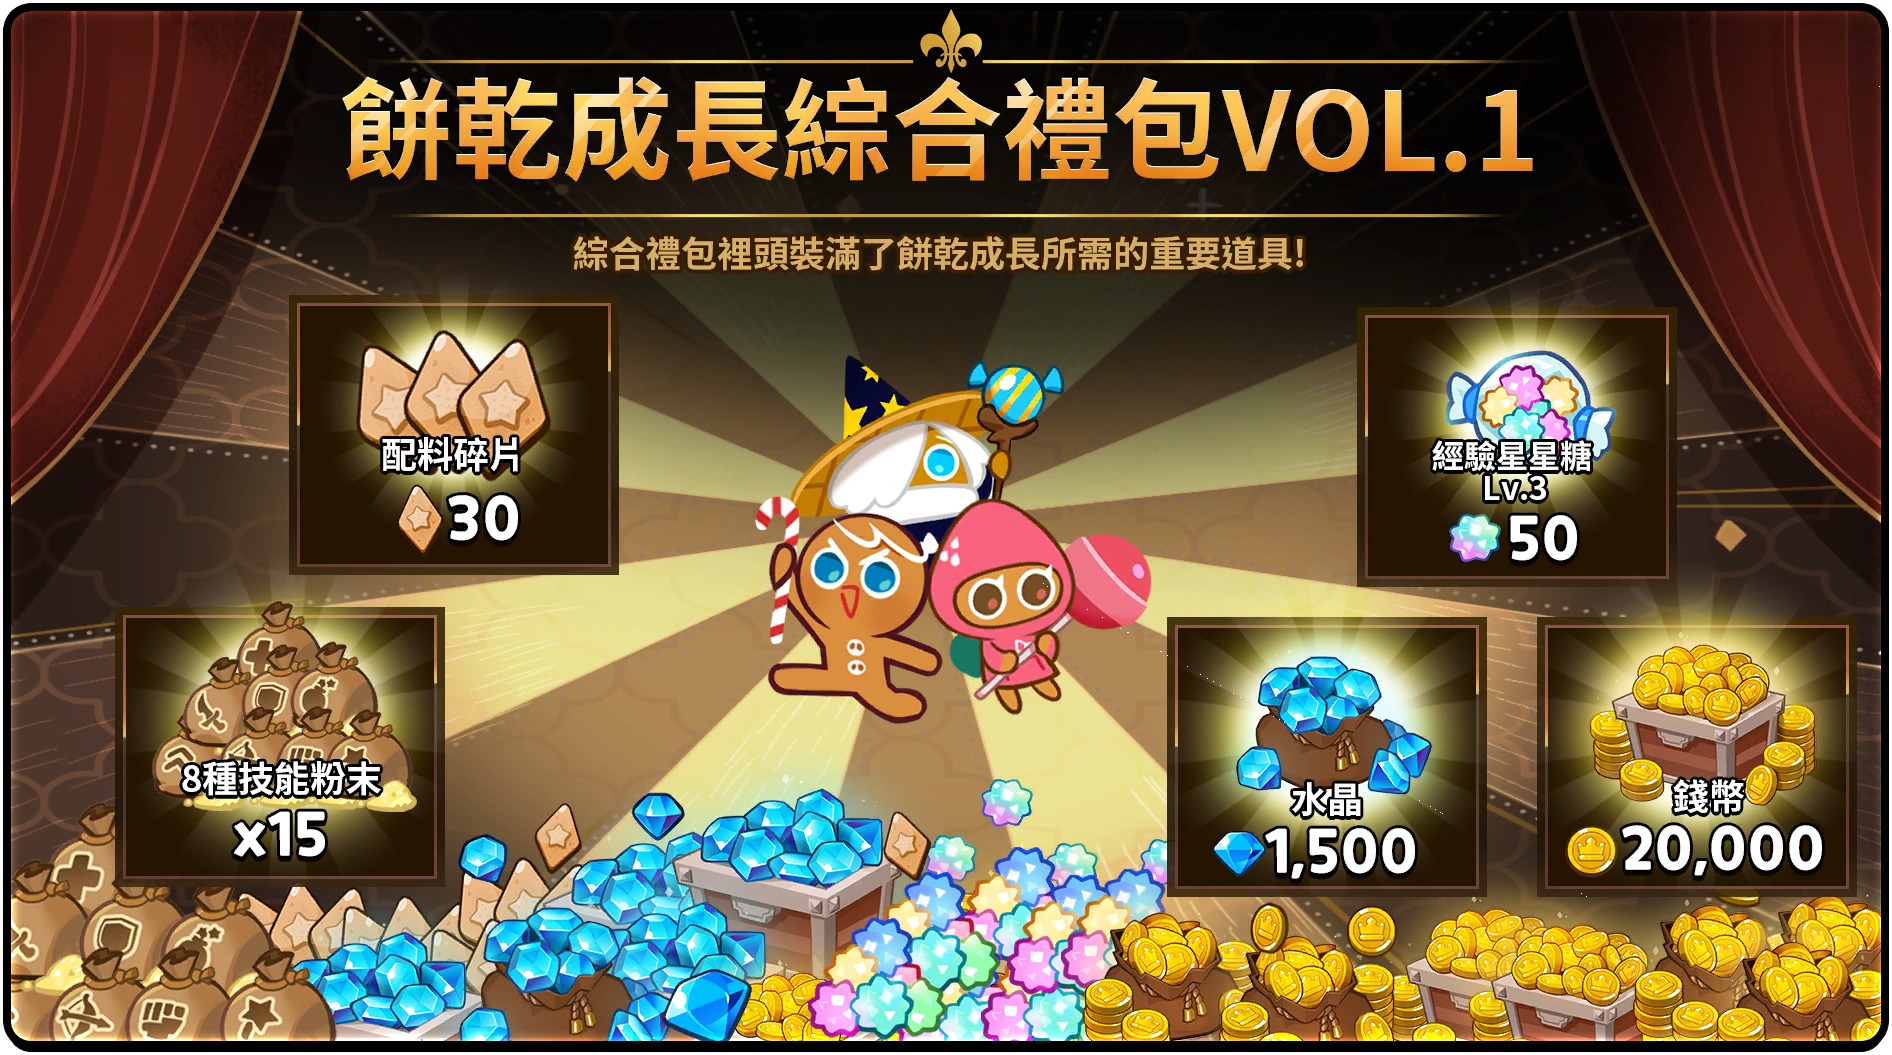 餅乾成長綜合禮包VOL.1
綜合禮包裡頭裝滿了餅乾成長所需的重要道具!
配料碎片
30
經驗星星糖
Lv.3
50
8種技能粉末
x15
水晶
1,500
錢幣
20,000